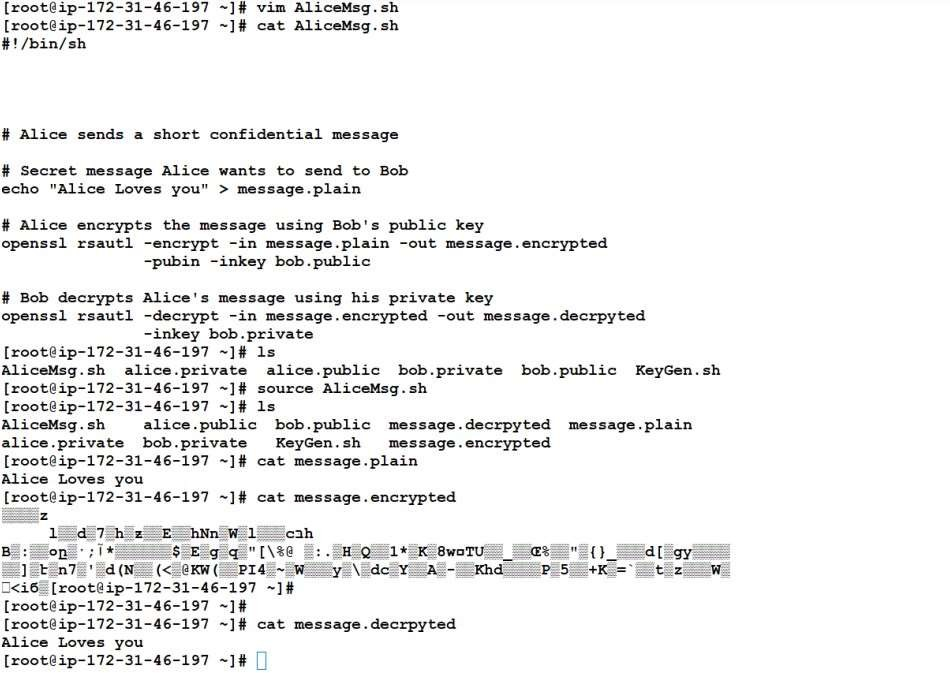 [root@ip-172-31-46-197 ~]# vim AliceMsg.sh
[root@ip-172-31-46-197 ~]# cat AliceMsg.sh
#!/bin/sh
# Alice sends a short confidential message
# Secret message Alice wants to send to Bob
echo "Alice Loves you" > message.plain
# Alice encrypts the message using Bob's public key
openssl rsautl -encrypt -in message.plain -out message.encrypted
-pubin -inkey bob.public
# Bob decrypts Alice's message using his private key
openssl rsautl -decrypt -in message.encrypted -out message.decrpyted
-inkey bob.private
[root@ip-172-31-46-197 ~]# ls
AliceMsg.sh alice.private alice.public bob.private bob.public KeyGen.sh
[root@ip-172-31-46-197 ~]# source AliceMsg.sh
[root@ip-172-31-46-197 ~]# ls
AliceMsg.sh alice.public bob.public message.decrpyted message.plain
alice.private bob.private KeyGen.sh message.encrypted
[root@ip-172-31-46-197 ~]# cat message.plain
Alice Loves you
[root@ip-172-31-46-197 ~]# cat message.encrypted
[root@ip-172-31-46-197 ~]#
[root@ip-172-31-46-197 ~]#
[root@ip-172-31-46-197 ~]# cat message.decrpyted
Alice Loves you
[root@ip-172-31-46-197 ~]#